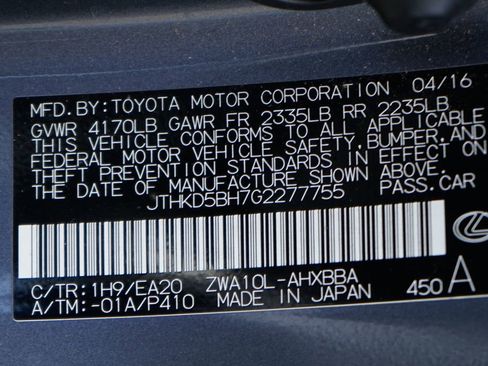 MFD.BY:TOYOTA MOTOR CORPORATION 04/16
GVWR 4170LB GAWR FR 2335LB RR 2235LB
THIS VEHICLE CONFORMS TO ALL APPLICABLE
FEDERAL MOTOR VEHICLE SAFETY,BUMPER,AND
THEFT PREVENTION STANDARDS IN EFFECT ON
THE DATE OF MANUFACTURE SHOWN ABOVE.
JTHKD5BH7G2277755 PASS.CAR
C/TR:1H9/EA20 ZWA10L-AHXBBA
A/TM:-01A/P410 MADE IN JAPAN 450 A